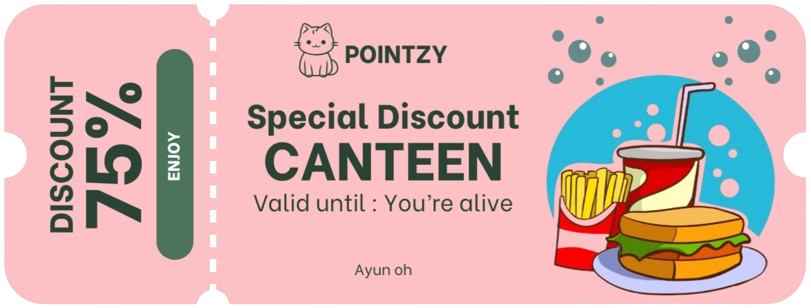 DISCOUNT
75%
ENJOY
POINTZY
Special Discount
CANTEEN
Valid until : You're alive
Ayun oh